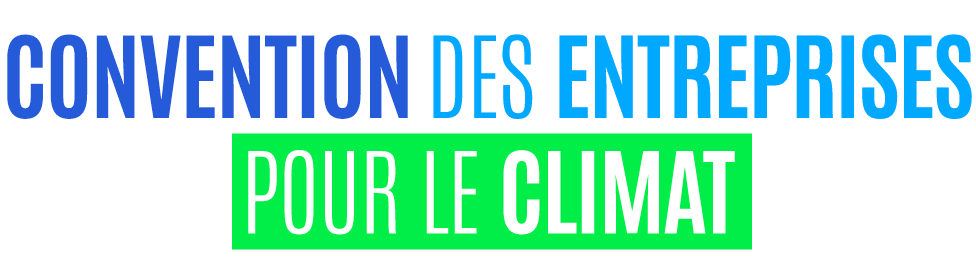 CONVENTION DES ENTREPRISES
POUR LE CLIMAT